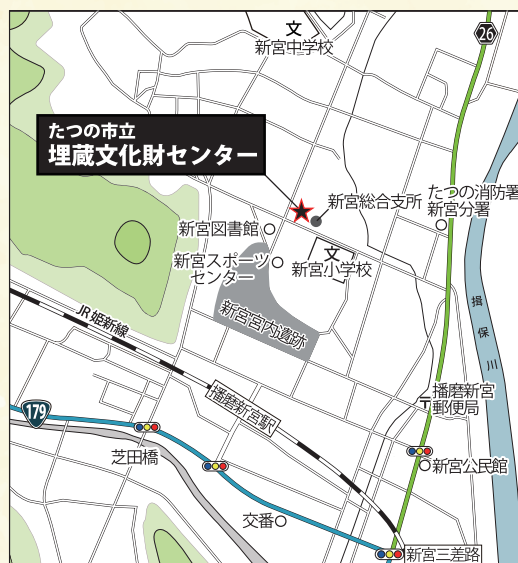 文
新宮中学校
26
たつの市立
埋蔵文化財センター
新宮総合支所
たつの消防署
新宮分署
新宮図書館
文
新宮小学校
新宮スポーツ
センター
新宮宮内遺跡
揖保川
JR姫新線
播磨新宮駅
179
〒播磨新宮
郵便局
芝田橋
新宮公民館
交番
新宮三差路